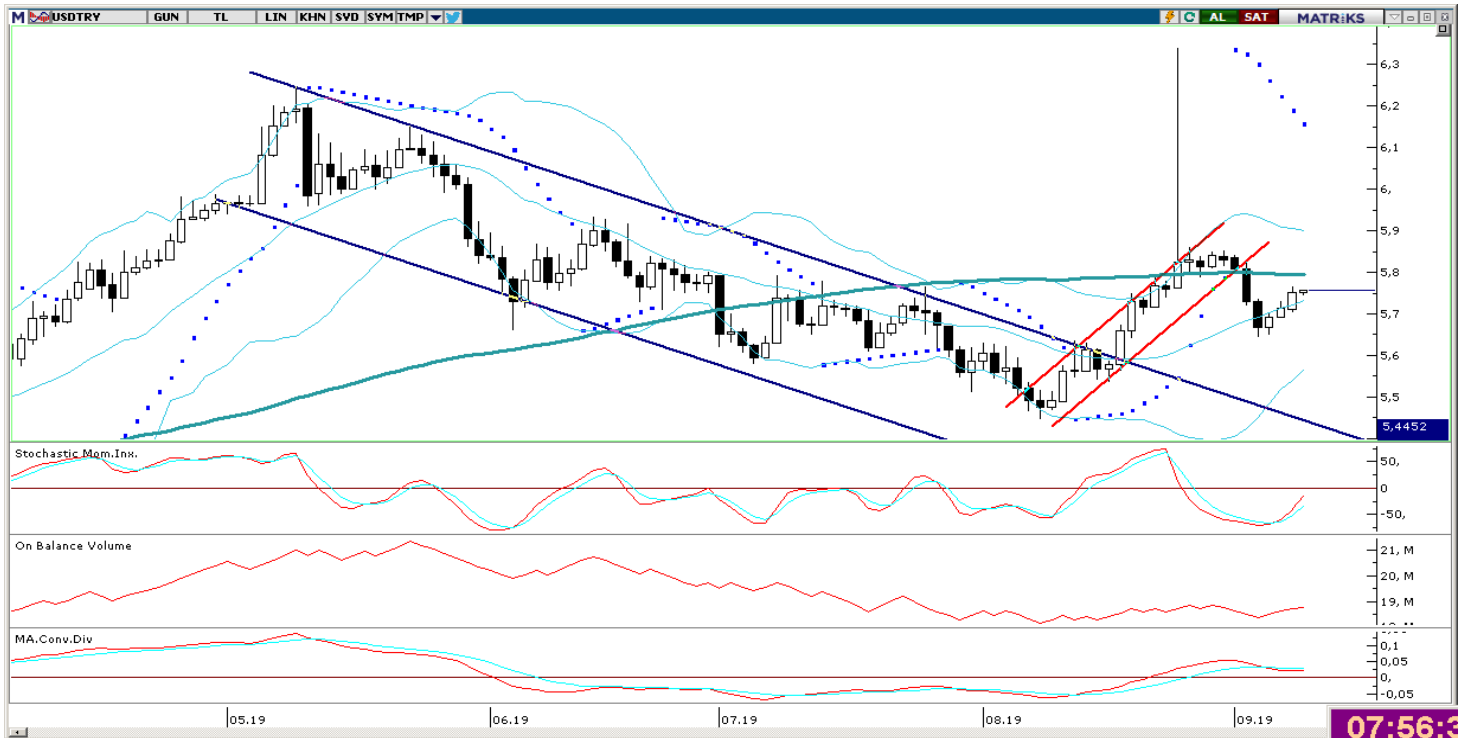 M USDTRY GUN TL LIN KHN SVD SYM TMP C AL SAT MATRiKS
6,3
6,2
6,1
6,
5,9
5,8
5,7
5,6
5,5
5,4452
Stochastic Mom.Inx.
50,
0
-50,
On Balance Volume
21, M
20, M
19, M
MA.Conv.Div
0,1
0,05
0,
-0,05
05.19 06.19 07.19 08.19 09.19
07:56:3